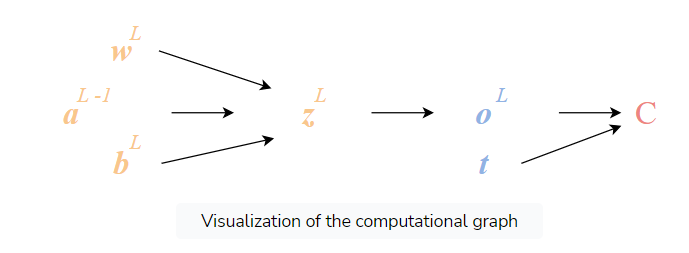 w^L
a^{L-1} z^L o^L C
b^L t
Visualization of the computational graph